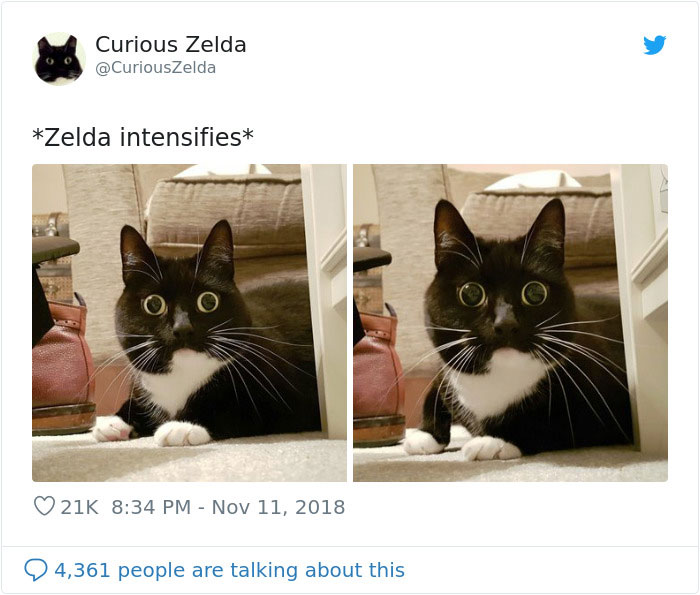 Curious Zelda
@CuriousZelda
*Zelda intensifies*
21K 8:34 PM - Nov 11, 2018
4,361 people are talking about this